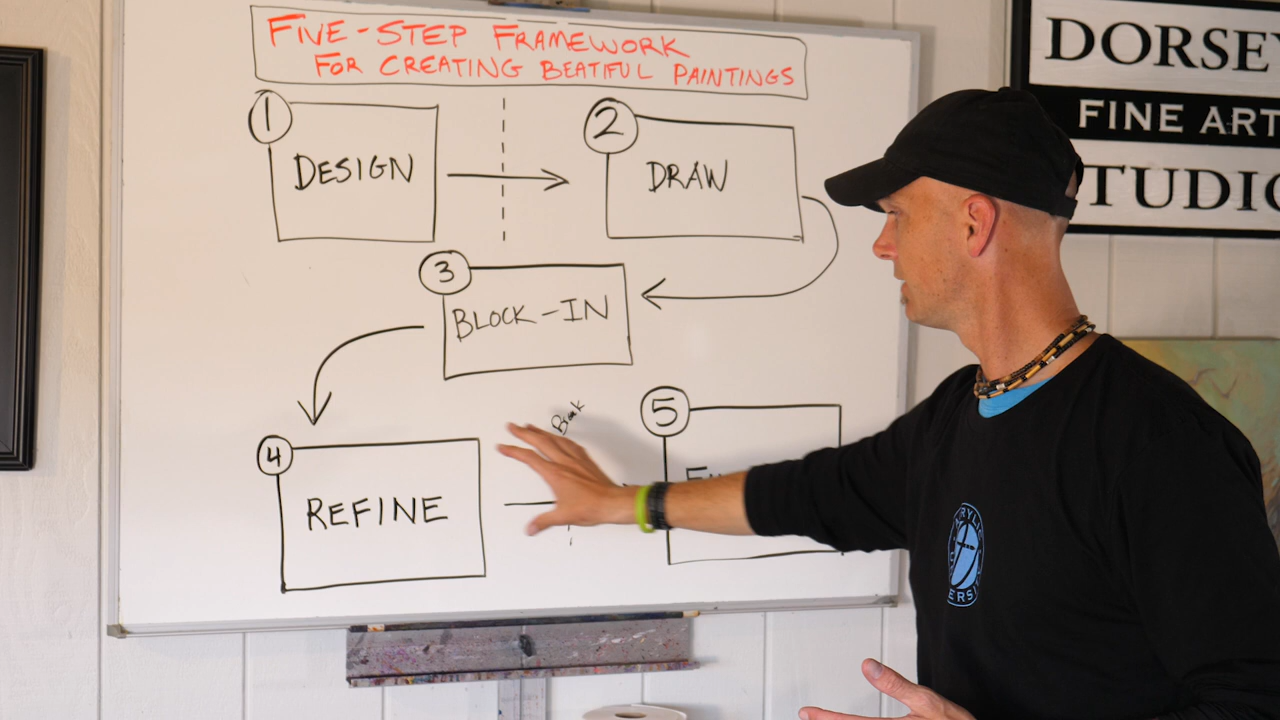 FIVE-STEP FRAMEWORK
FOR CREATING BEATIFUL PAINTINGS
1
DESIGN
2
DRAW
3
BLOCK-IN
4
REFINE
Break
5
DORSEY
FINE ART
STUDIO